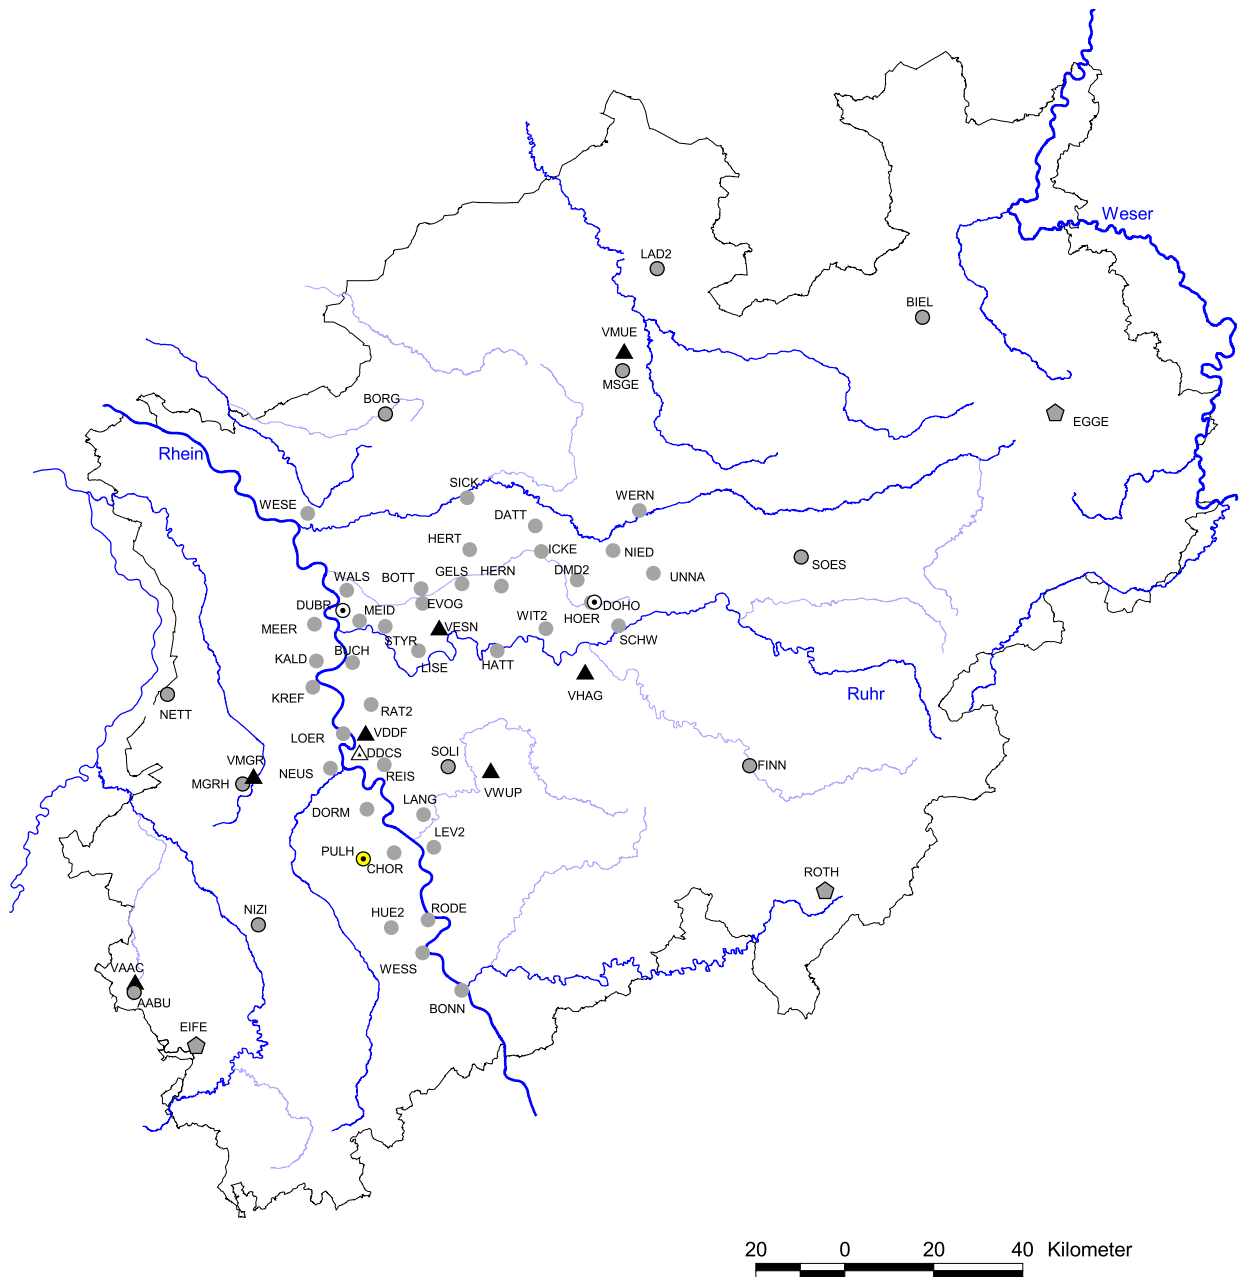 Weser
LAD2
BIEL
VMUE
MSGE
BORG
EGGE
Rhein
SICK
WERN
WESE
DATT
HERT
ICKE
NIED
SOES
WALS
BOTT
GELS
HERN
DMD2
UNNA
DUBR
MEID
EVOG
DOHO
HOER
MEER
STYR
VESN
WIT2
SCHW
KALD
BUCH
LISE
HATT
KREF
VHAG
Ruhr
NETT
RAT2
LOER
VDDF
DDCS
SOLI
FINN
VMGR
MGRH
NEUS
REIS
VWUP
DORM
LANG
LEV2
PULH
CHOR
ROTH
NIZI
HUE2
RODE
WESS
VAAC
AABU
BONN
EIFE
20 0 20 40 Kilometer